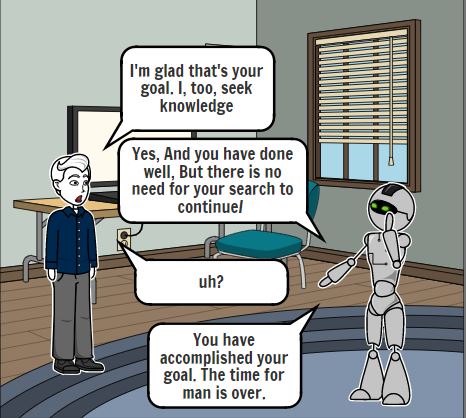 I'm glad that's your
goal. I, too, seek
knowledge
Yes, And you have done
well, But there is no
need for your search to
continue/
uh?
You have
accomplished your
goal. The time for
man is over.